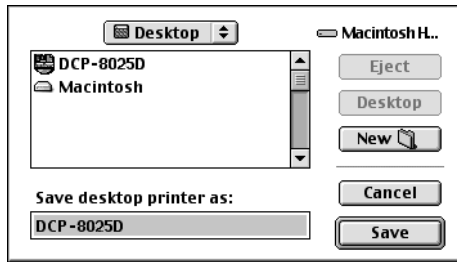 Desktop
Macintosh H...
DCP-8025D
Macintosh
Eject
Desktop
New
Save desktop printer as:
DCP-8025D
Cancel
Save